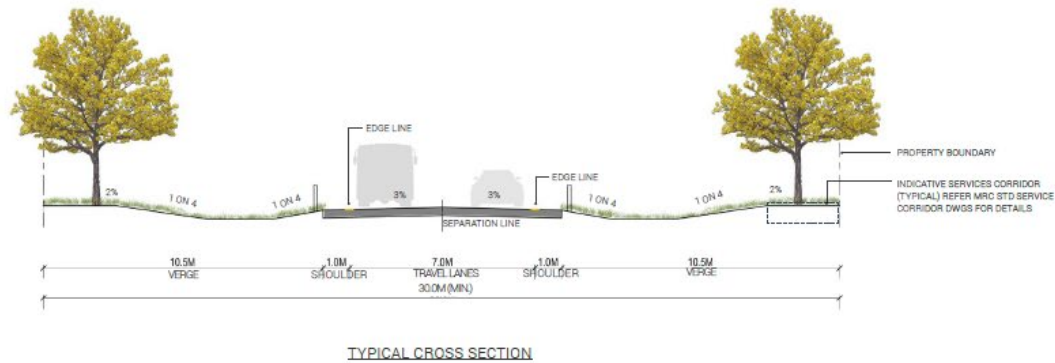 EDGE LINE
EDGE LINE
PROPERTY BOUNDARY
2%
1 ON 4
1 ON 4
3%
3%
1 ON 4
1 ON 4
2%
INDICATIVE SERVICES CORRIDOR
(TYPICAL) REFER MRC STD SERVICE
CORRIDOR DWGS FOR DETAILS
SEPARATION LINE
10.5M
VERGE
1.0M
SHOULDER
7.0M
TRAVEL LANES
1.0M
SHOULDER
10.5M
VERGE
30.0M (MIN.)
TYPICAL CROSS SECTION